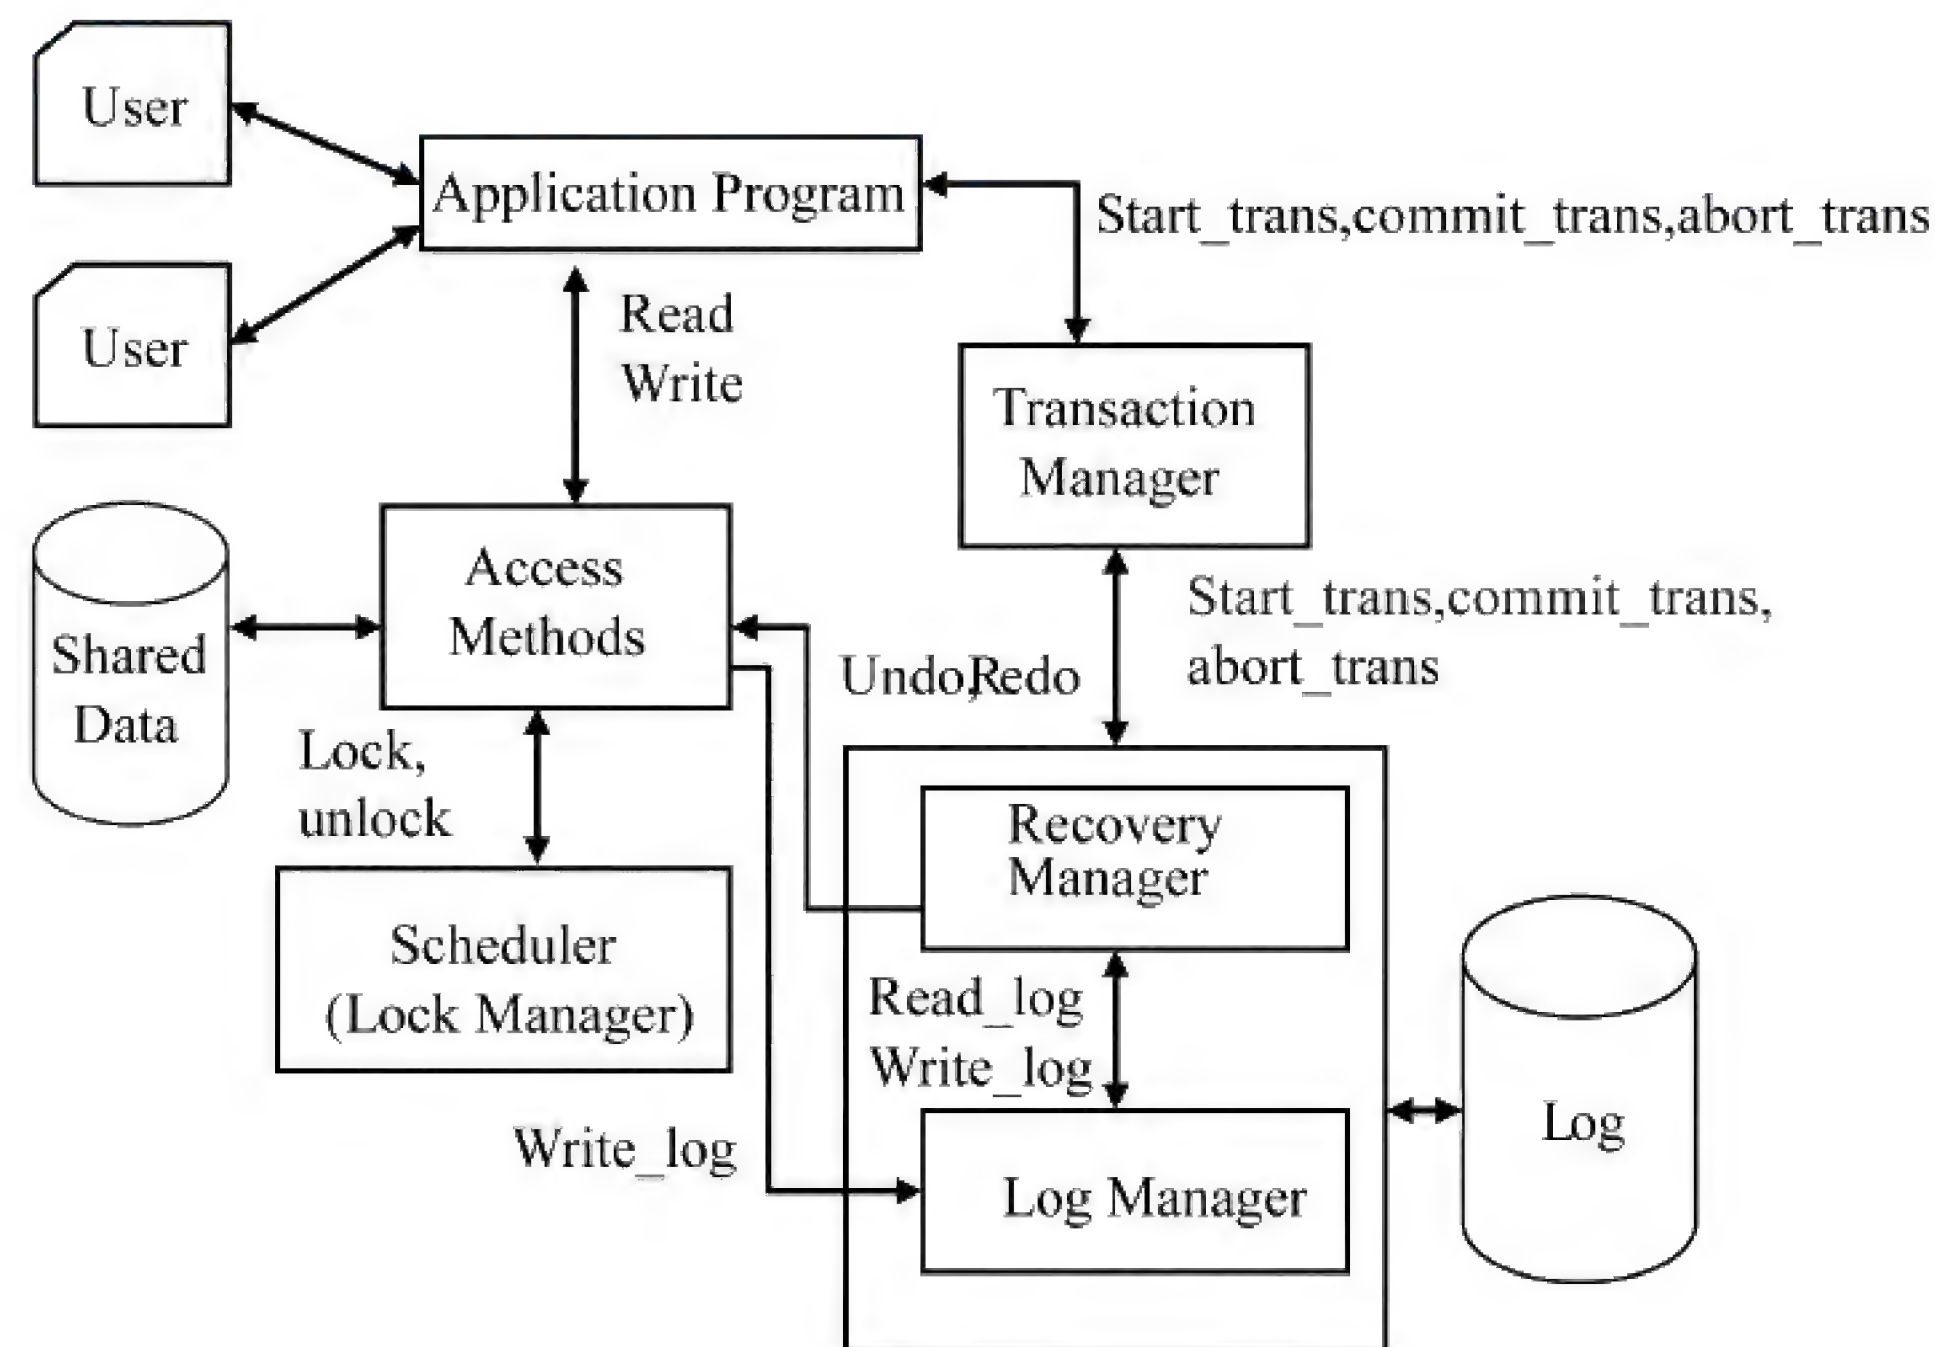 User
Application Program
Start_trans,commit_trans,abort_trans
User
Read
Write
Transaction
Manager
Access
Methods
Shared
Data
Start_trans,commit_trans,
abort_trans
Undo,Redo
Lock,
unlock
Recovery
Manager
Scheduler
(Lock Manager)
Read_log
Write_log
Log
Write_log
Log Manager